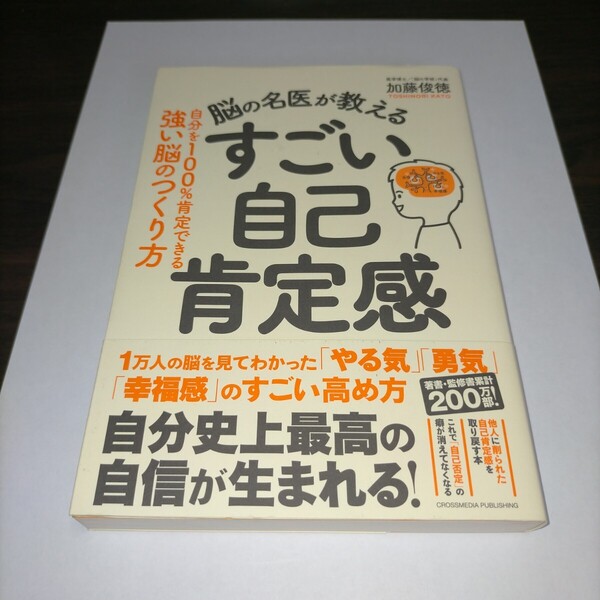 医学博士/「脳の学校」代表
加藤俊徳
TOSHINORI KATO
脳の名医が教える
すごい
自己
肯定感
自分を100%肯定できる
強い脳のつくり方
1万人の脳を見てわかった「やる気」「勇気」
「幸福感」のすごい高め方
著書・監修書累計
200万部!
自分史上最高の
自信が生まれる!
他人に削られた
自己肯定感を
取り戻す本
これで「自己否定」の
癖が消えてなくなる
CROSSMEDIA PUBLISHING